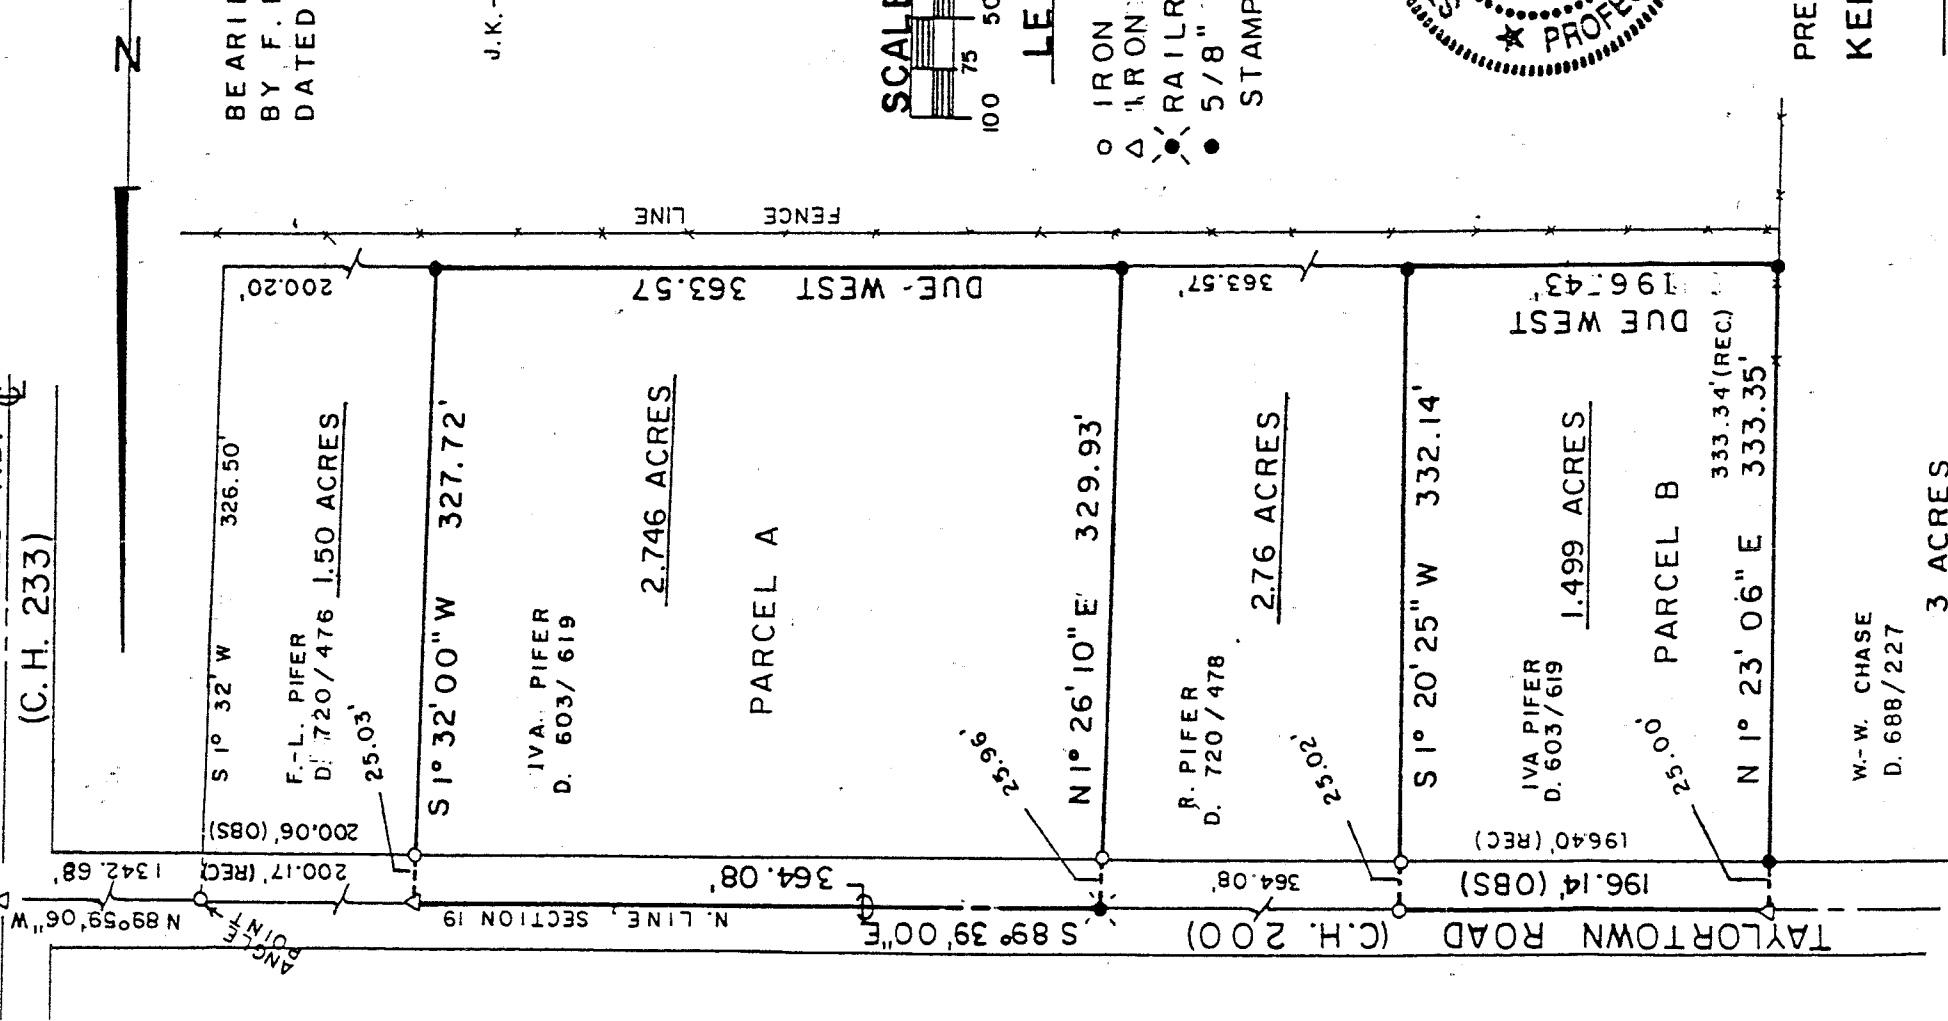 N
BEARI
BY F.
DATED
J.K.-
SCALE
50
75
100
LE
IRON
IRON
RAILR
5/8"
STAMP
PROFE
PRE
KE
(C. H. 233)
FENCE LINE
200.20'
DUE-WEST 363.57
363.57'
196.43'
DUE WEST
S 1° 32' W 326.50'
F.-L. PIFER
D. 720/476 1.50 ACRES
25.03'
S 1° 32' 00" W 327.72'
IVA. PIFER
D. 603/619
2.746 ACRES
PARCEL A
25.96'
N 1° 26' 10" E 329.93'
R. PIFER
D. 720/478
2.76 ACRES
25.02'
S 1° 20' 25" W 332.14'
IVA PIFER
D. 603/619
1.499 ACRES
PARCEL B
25.00'
333.34' (REC.)
N 1° 23' 06" E 333.35'
W.-W. CHASE
D. 688/227
3 ACRES
200.06' (OBS)
200.17' (REC)
1342.68'
N 89°59'06"W
ANGLE
POINT
364.08'
N. LINE, SECTION 19
S 89° 39' 00"E
364.08'
196.40' (REC)
196.14' (OBS)
TAYLORTOWN ROAD (C.H. 200)